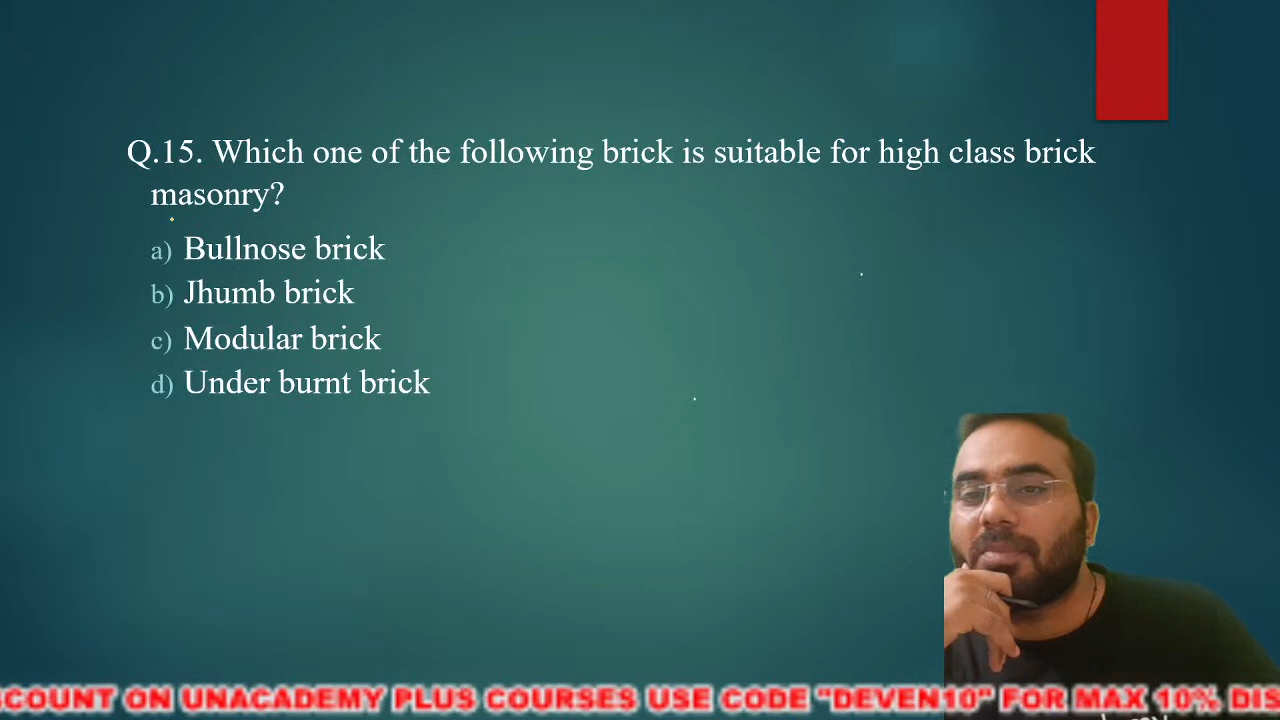 Q.15. Which one of the following brick is suitable for high class brick
masonry?
a) Bullnose brick
b) Jhumb brick
c) Modular brick
d) Under burnt brick
COUNT ON UNACADEMY PLUS COURSES USE CODE "DEVEN10" FOR MAX 10% DIS